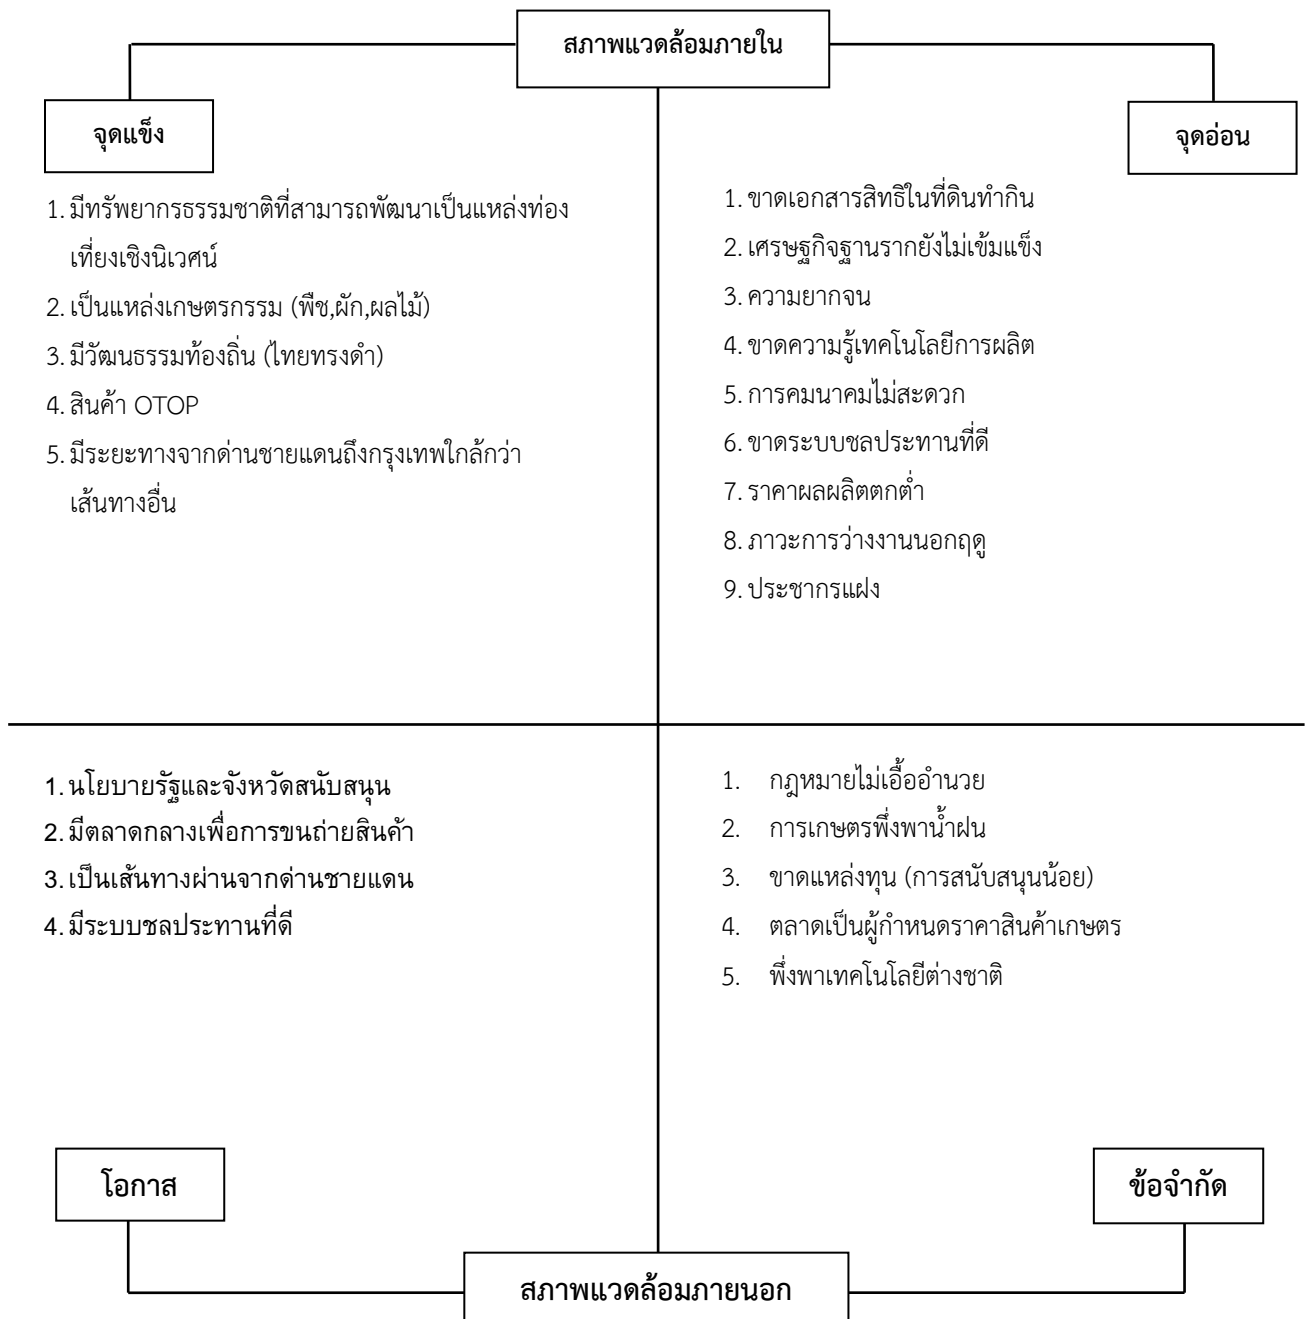 สภาพแวดล้อมภายใน
จุดแข็ง
จุดอ่อน
1. มีทรัพยากรธรรมชาติที่สามารถพัฒนาเป็นแหล่งท่อง
เที่ยงเชิงนิเวศน์
2. เป็นแหล่งเกษตรกรรม (พืช,ผัก,ผลไม้)
3. มีวัฒนธรรมท้องถิ่น (ไทยทรงดำ)
4. สินค้า OTOP
5. มีระยะทางจากด่านชายแดนถึงกรุงเทพใกล้กว่า
เส้นทางอื่น
1. ขาดเอกสารสิทธิในที่ดินทำกิน
2. เศรษฐกิจฐานรากยังไม่เข้มแข็ง
3. ความยากจน
4. ขาดความรู้เทคโนโลยีการผลิต
5. การคมนาคมไม่สะดวก
6. ขาดระบบชลประทานที่ดี
7. ราคาผลผลิตตกต่ำ
8. ภาวะการว่างงานนอกฤดู
9. ประชากรแฝง
1. นโยบายรัฐและจังหวัดสนับสนุน
2. มีตลาดกลางเพื่อการขนถ่ายสินค้า
3. เป็นเส้นทางผ่านจากด่านชายแดน
4. มีระบบชลประทานที่ดี
1. กฎหมายไม่เอื้ออำนวย
2. การเกษตรพึ่งพาน้ำฝน
3. ขาดแหล่งทุน (การสนับสนุนน้อย)
4. ตลาดเป็นผู้กำหนดราคาสินค้าเกษตร
5. พึ่งพาเทคโนโลยีต่างชาติ
โอกาส
ข้อจำกัด
สภาพแวดล้อมภายนอก